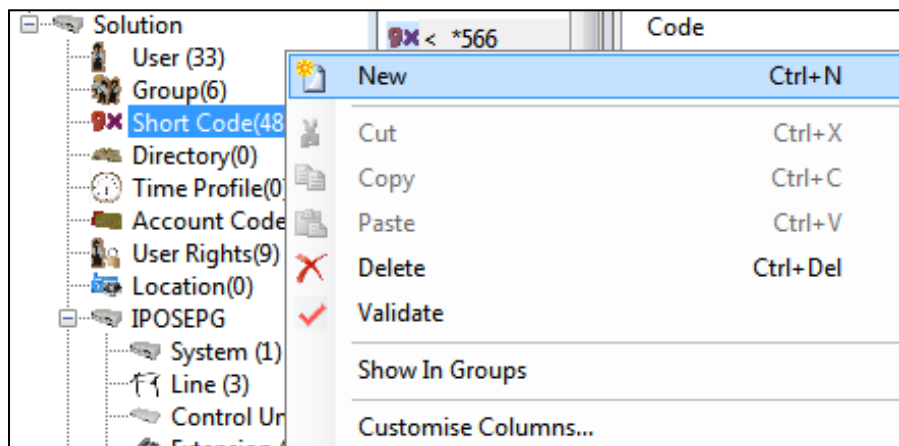 Solution
User (33)
Group(6)
Short Code(48
Directory(0)
Time Profile(0)
Account Code
User Rights(9)
Location(0)
IPOSEPG
System (1)
Line (3)
Control Un
9x < *566
Code
New Ctrl+N
Cut Ctrl+X
Copy Ctrl+C
Paste Ctrl+V
Delete Ctrl+Del
Validate
Show In Groups
Customise Columns...